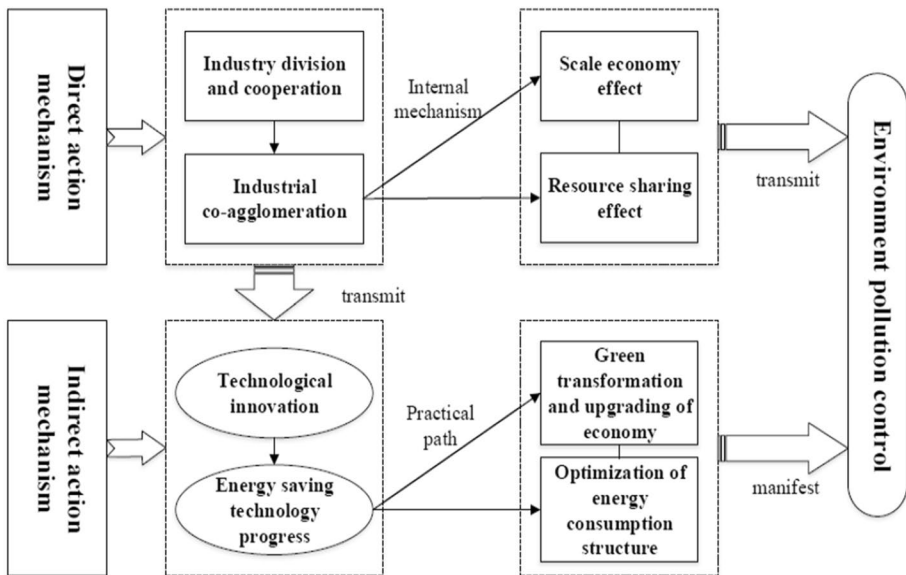 Direct action
mechanism
Industry division
and cooperation
Industrial
co-agglomeration
Internal
mechanism
Scale economy
effect
Resource sharing
effect
transmit
transmit
Indirect action
mechanism
Technological
innovation
Energy saving
technology
progress
Practical
path
Green
transformation
and upgrading of
economy
Optimization of
energy
consumption
structure
manifest
Environment pollution control